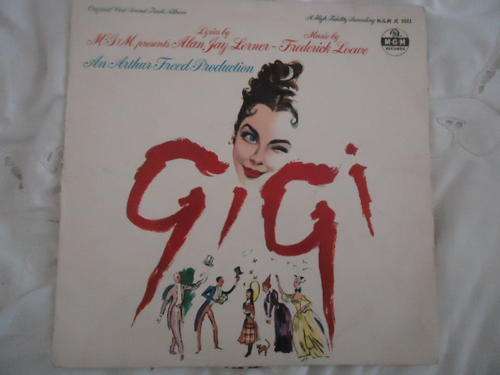 Original Cast Sound Track Album
A High Fidelity Recording M-G-M
M-G-M
RECORDS
Lyrics by
Music by
M-G-M presents Alan Jay Lerner - Frederick Loewe
An Arthur Freed Production
GiGi